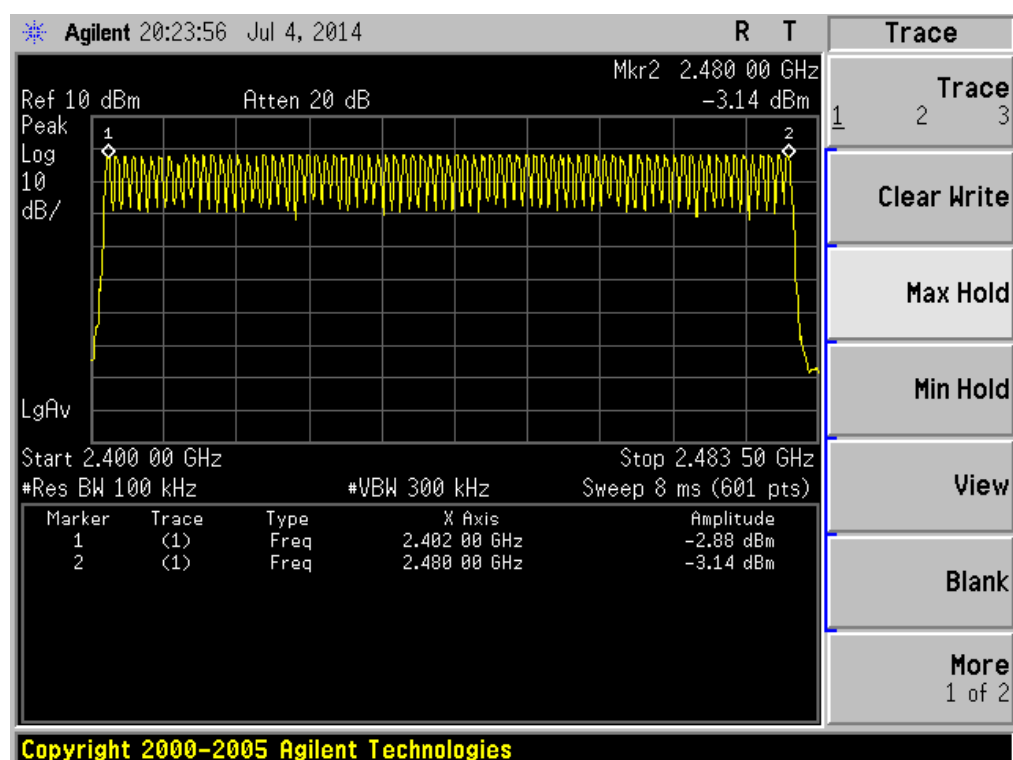 Agilent 20:23:56 Jul 4, 2014 R T
Mkr2 2.480 00 GHz
Ref 10 dBm Atten 20 dB -3.14 dBm
Peak
Log
10
dB/
1
2
LgAv
Start 2.400 00 GHz Stop 2.483 50 GHz
#Res BW 100 kHz #VBW 300 kHz Sweep 8 ms (601 pts)
Marker Trace Type X Axis Amplitude
1 (1) Freq 2.402 00 GHz -2.88 dBm
2 (1) Freq 2.480 00 GHz -3.14 dBm
Trace
Trace
1 2 3
Clear Write
Max Hold
Min Hold
View
Blank
More
1 of 2
Copyright 2000-2005 Agilent Technologies